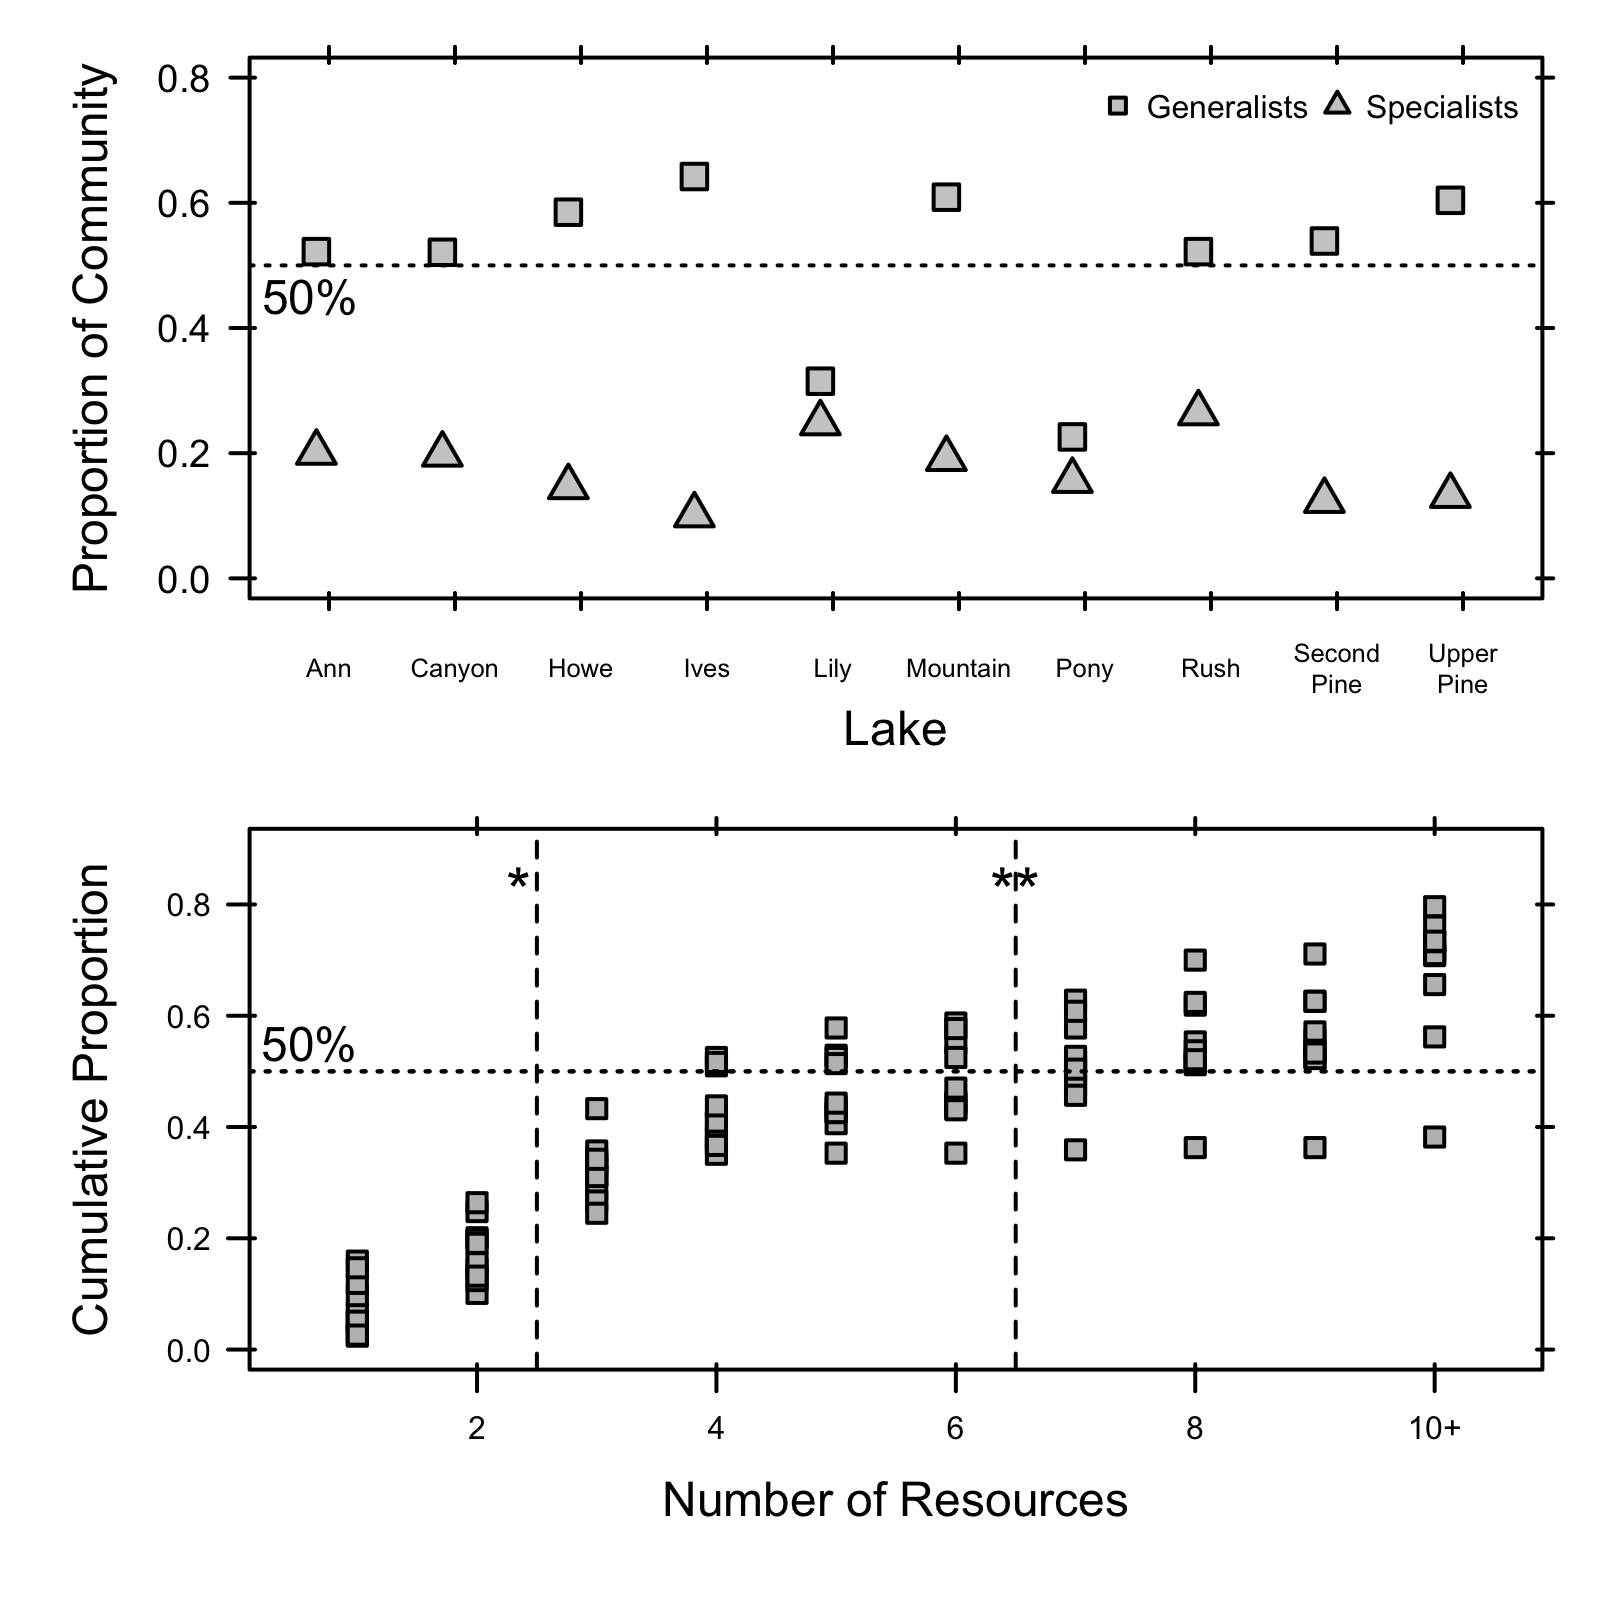 Proportion of Community
0.8
0.6
0.4
0.2
0.0
Generalists Specialists
50%
Ann Canyon Howe Ives Lily Mountain Pony Rush Second Pine Upper Pine
Lake
Cumulative Proportion
0.8
0.6
0.4
0.2
0.0
* **
50%
2 4 6 8 10+
Number of Resources